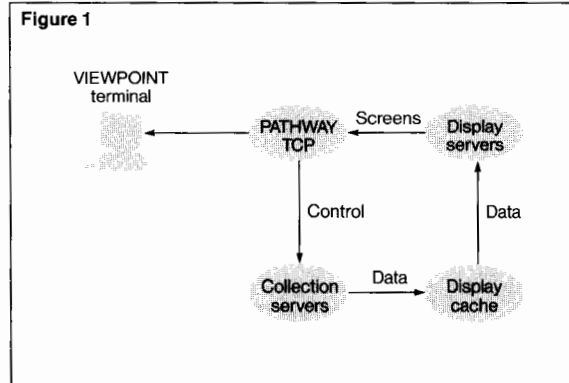 Figure 1
VIEWPOINT
terminal
PATHWAY
TCP
Screens
Display
servers
Control
Data
Collection
servers
Data
Display
cache